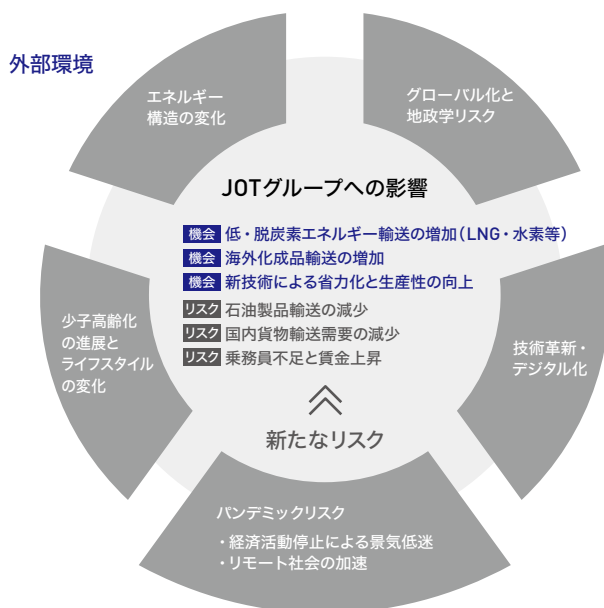 外部環境
エネルギー
構造の変化
グローバル化と
地政学リスク
JOTグループへの影響
機会 低・脱炭素エネルギー輸送の増加(LNG・水素等)
機会 海外化成品輸送の増加
機会 新技術による省力化と生産性の向上
リスク 石油製品輸送の減少
リスク 国内貨物輸送需要の減少
リスク 乗務員不足と賃金上昇
少子高齢化
の進展と
ライフスタイル
の変化
技術革新・
デジタル化
新たなリスク
パンデミックリスク
・経済活動停止による景気低迷
・リモート社会の加速